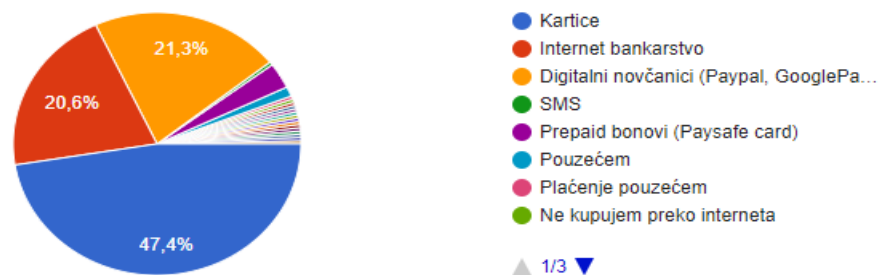 21,3%
20,6%
47,4%
Kartice
Internet bankarstvo
Digitalni novčanici (Paypal, GooglePa...
SMS
Prepaid bonovi (Paysafe card)
Pouzećem
Plaćenje pouzećem
Ne kupujem preko interneta
1/3